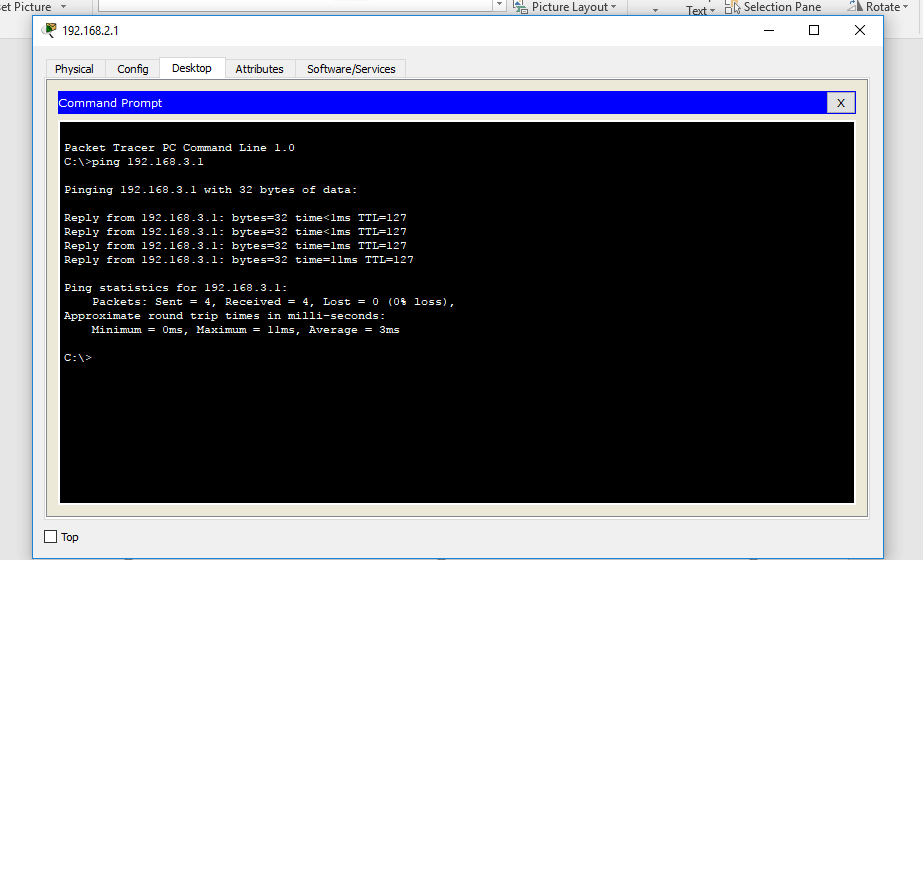 et Picture
Picture Layout
Text
Selection Pane
Rotate
192.168.2.1
Physical Config Desktop Attributes Software/Services
Command Prompt X
Packet Tracer PC Command Line 1.0
C:\>ping 192.168.3.1
Pinging 192.168.3.1 with 32 bytes of data:
Reply from 192.168.3.1: bytes=32 time<1ms TTL=127
Reply from 192.168.3.1: bytes=32 time<1ms TTL=127
Reply from 192.168.3.1: bytes=32 time=1ms TTL=127
Reply from 192.168.3.1: bytes=32 time=11ms TTL=127
Ping statistics for 192.168.3.1:
Packets: Sent = 4, Received = 4, Lost = 0 (0% loss),
Approximate round trip times in milli-seconds:
Minimum = 0ms, Maximum = 11ms, Average = 3ms
C:\>
Top